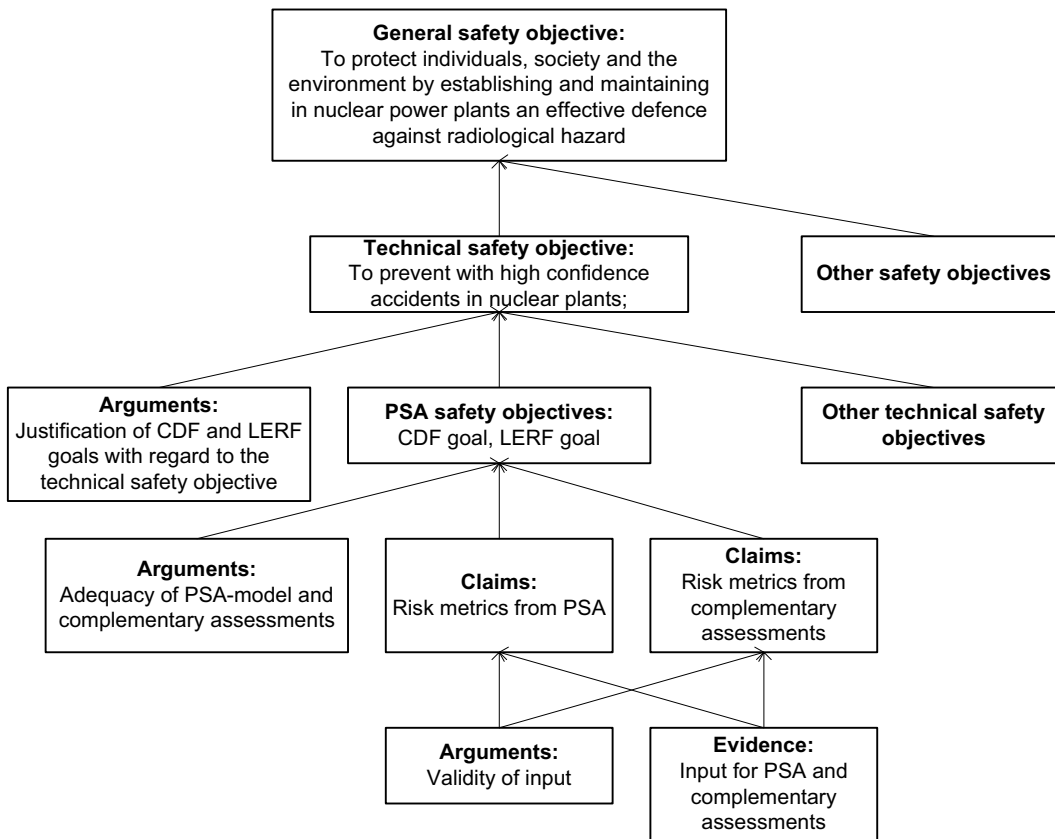 General safety objective:
To protect individuals, society and the
environment by establishing and maintaining
in nuclear power plants an effective defence
against radiological hazard
Technical safety objective:
To prevent with high confidence
accidents in nuclear plants;
Other safety objectives
Arguments:
Justification of CDF and LERF
goals with regard to the
technical safety objective
PSA safety objectives:
CDF goal, LERF goal
Other technical safety
objectives
Arguments:
Adequacy of PSA-model and
complementary assessments
Claims:
Risk metrics from PSA
Claims:
Risk metrics from
complementary
assessments
Arguments:
Validity of input
Evidence:
Input for PSA and
complementary
assessments